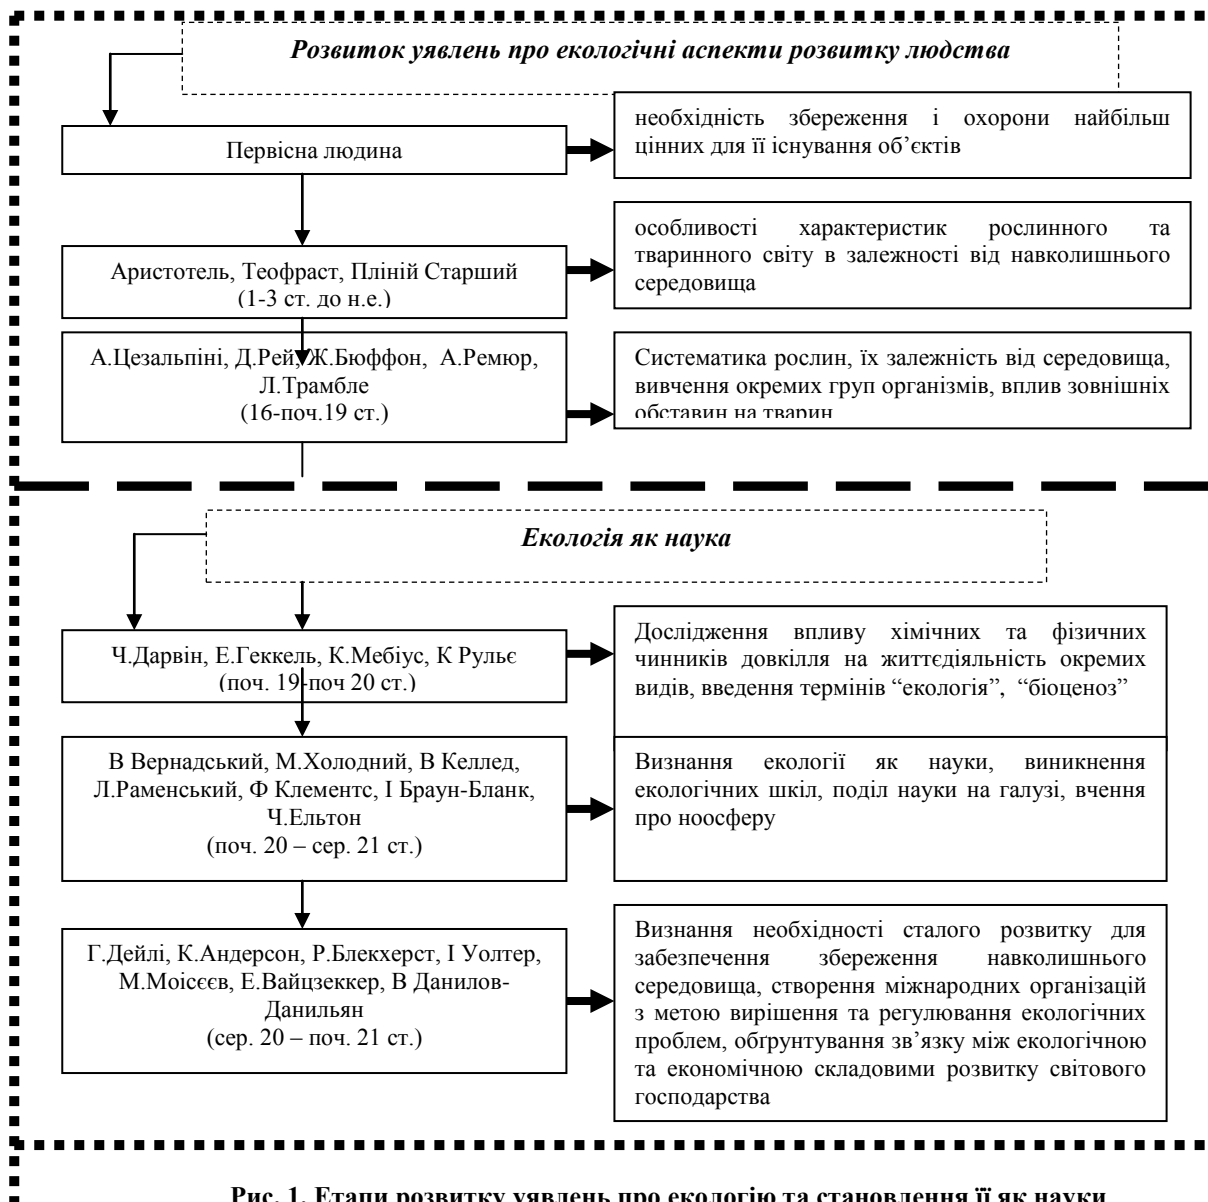 Розвиток уявлень про екологічні аспекти розвитку людства
Первісна людина
необхідність збереження і охорони найбільш
цінних для її існування об’єктів
Аристотель, Теофраст, Пліній Старший
(1-3 ст. до н.е.)
особливості характеристик рослинного та
тваринного світу в залежності від навколишнього
середовища
А.Цезальпіні, Д.Рей, Ж.Бюффон, А.Ремюр,
Л.Трамбле
(16-поч.19 ст.)
Систематика рослин, їх залежність від середовища,
вивчення окремих груп організмів, вплив зовнішніх
обставин на тварин
Екологія як наука
Ч.Дарвін, Е.Геккель, К.Мебіус, К Рульє
(поч. 19-поч 20 ст.)
Дослідження впливу хімічних та фізичних
чинників довкілля на життєдіяльність окремих
видів, введення термінів “екологія”, “біоценоз”
В Вернадський, М.Холодний, В Келлед,
Л.Раменський, Ф Клементс, І Браун-Бланк,
Ч.Ельтон
(поч. 20 – сер. 21 ст.)
Визнання екології як науки, виникнення
екологічних шкіл, поділ науки на галузі, вчення
про ноосферу
Г.Дейлі, К.Андерсон, Р.Блекхерст, І Уолтер,
М.Моісєєв, Е.Вайцзеккер, В Данилов-
Данильян
(сер. 20 – поч. 21 ст.)
Визнання необхідності сталого розвитку для
забезпечення збереження навколишнього
середовища, створення міжнародних організацій
з метою вирішення та регулювання екологічних
проблем, обґрунтування зв’язку між екологічною
та економічною складовими розвитку світового
господарства
Рис. 1. Етапи розвитку уявлень про екологію та становлення її як науки